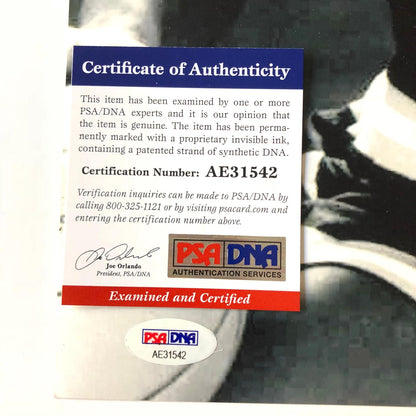 Certificate of Authenticity
This item has been examined by one or more
PSA/DNA experts and it is our opinion that
the item is genuine. The item has been perma-
nently marked with a proprietary invisible ink,
containing a patented strand of synthetic DNA.
Certification Number: AE31542
Verification inquiries can be made to PSA/DNA by
calling 800-325-1121 or by visiting psacard.com and
entering the certification number above.
Joe Orlando
President, PSA/DNA
PSA DNA
AUTHENTICATION SERVICES
Examined and Certified
PSA DNA
AE31542